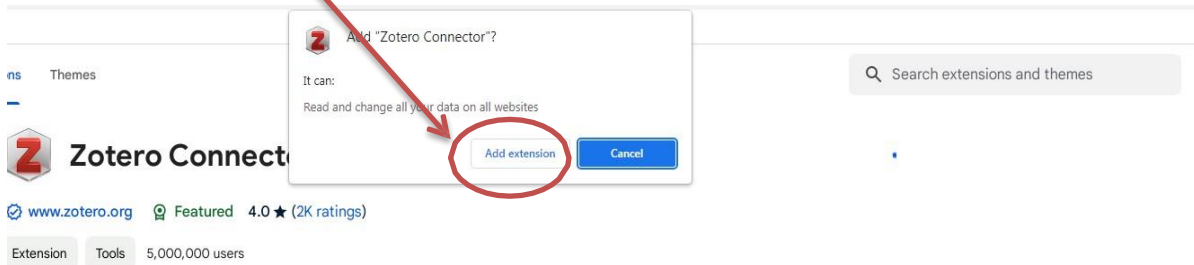 Add "Zotero Connector"?
ons Themes
It can:
Search extensions and themes
Read and change all your data on all websites
Zotero Connect
Add extension Cancel
www.zotero.org Featured 4.0 ★ (2K ratings)
Extension Tools 5,000,000 users